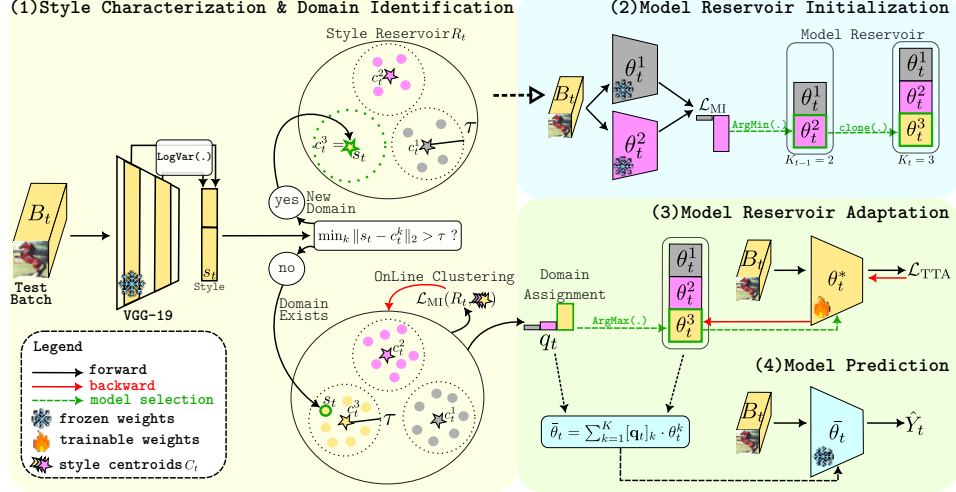 (1)Style Characterization & Domain Identification
Style Reservoir R_t
c_t^2
c_t^3 = s_t
c_t^1
τ
LogVar(.)
B_t
s_t
Style
Test
Batch
VGG-19
yes
New
Domain
min_k ‖s_t − c_t^k‖_2 > τ ?
no
Domain
Exists
OnLine Clustering
L_MI(R_t, )
c_t^2
s_t
c_t^3
τ
c_t^1
Legend
forward
backward
model selection
frozen weights
trainable weights
style centroids C_t
(2)Model Reservoir Initialization
Model Reservoir
B_t
θ_t^1
θ_t^2
L_MI
ArgMin(.)
θ_t^1
θ_t^2
K_{t−1} = 2
clone(.)
θ_t^1
θ_t^2
θ_t^3
K_t = 3
(3)Model Reservoir Adaptation
Domain
Assignment
q_t
ArgMax(.)
θ_t^1
θ_t^2
θ_t^3
B_t
θ_t^*
L_TTA
(4)Model Prediction
θ̄_t = ∑_{k=1}^K [q_t]_k · θ_t^k
B_t
θ̄_t
Ŷ_t